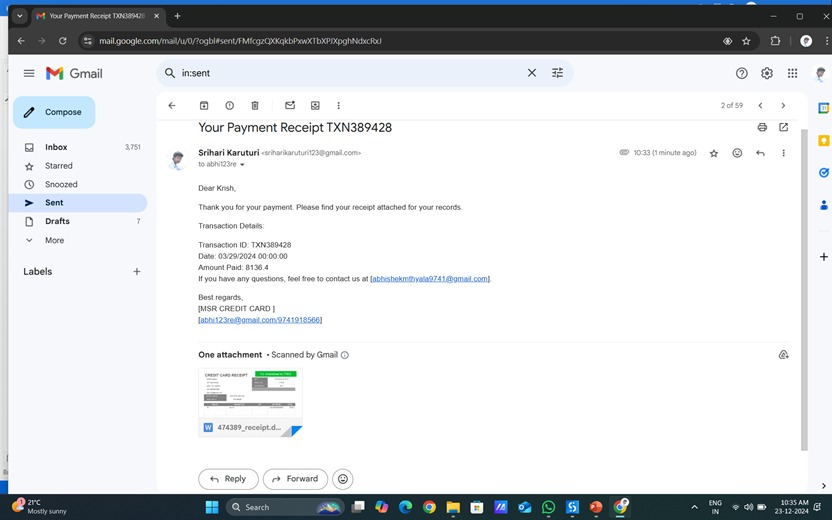 Your Payment Receipt TXN389428
mail.google.com/mail/u/0/?ogbl#sent/FMfcgzQXKqkbPxwXTbXPJXpghNdxcRxJ
Gmail
in:sent
Compose
2 of 59
Inbox 3,751
Starred
Snoozed
Sent
Drafts 7
More
Labels
Your Payment Receipt TXN389428
Srihari Karuturi <sriharikaruturi123@gmail.com>
10:33 (1 minute ago)
to abhi123re
Dear Krish,
Thank you for your payment. Please find your receipt attached for your records.
Transaction Details:
Transaction ID: TXN389428
Date: 03/29/2024 00:00:00
Amount Paid: 8136.4
If you have any questions, feel free to contact us at [abhishekmthyala9741@gmail.com].
Best regards,
[MSR CREDIT CARD ]
[abhi123re@gmail.com/9741918566]
One attachment • Scanned by Gmail
CREDIT CARD RECEIPT
W 474389_receipt.d...
Reply
Forward
21°C
Mostly sunny
Search
ENG
IN
10:35 AM
23-12-2024